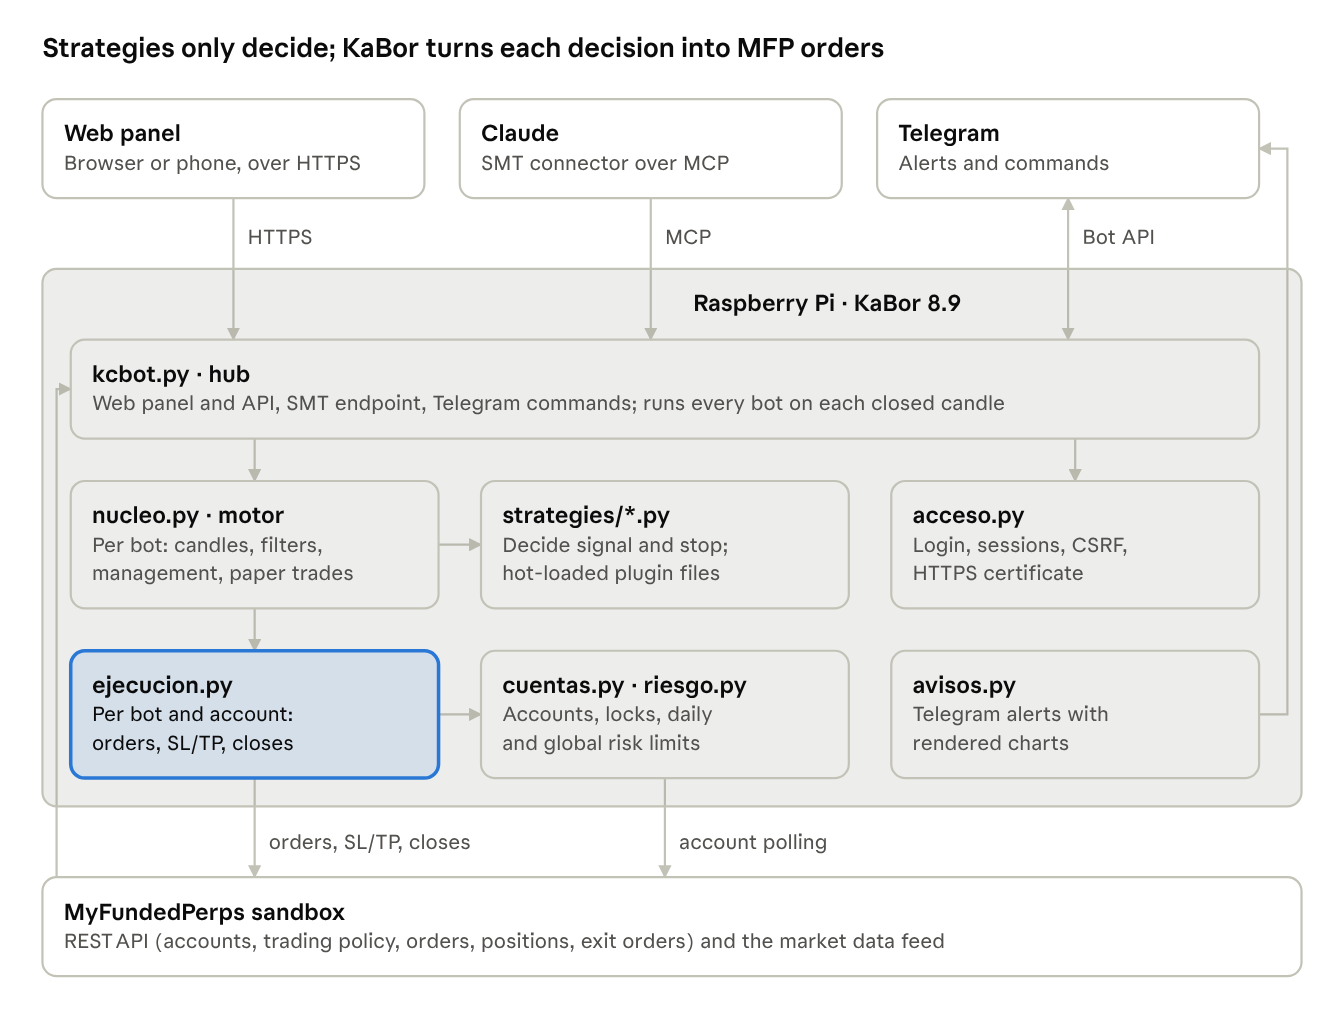 Strategies only decide; KaBor turns each decision into MFP orders
Web panel
Browser or phone, over HTTPS
Claude
SMT connector over MCP
Telegram
Alerts and commands
HTTPS
MCP
Bot API
Raspberry Pi · KaBor 8.9
kcbot.py · hub
Web panel and API, SMT endpoint, Telegram commands; runs every bot on each closed candle
nucleo.py · motor
Per bot: candles, filters,
management, paper trades
strategies/*.py
Decide signal and stop;
hot-loaded plugin files
acceso.py
Login, sessions, CSRF,
HTTPS certificate
ejecucion.py
Per bot and account:
orders, SL/TP, closes
cuentas.py · riesgo.py
Accounts, locks, daily
and global risk limits
avisos.py
Telegram alerts with
rendered charts
orders, SL/TP, closes
account polling
MyFundedPerps sandbox
REST API (accounts, trading policy, orders, positions, exit orders) and the market data feed